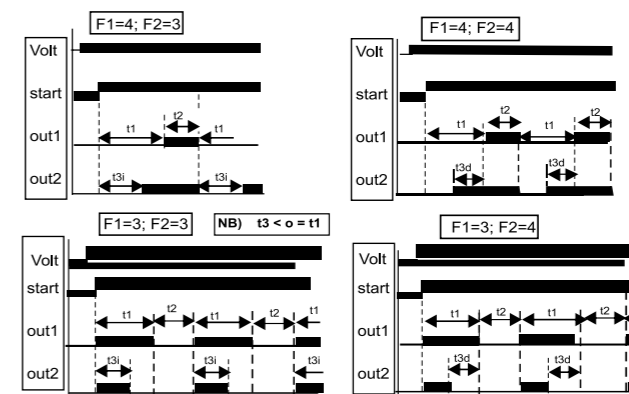 F1=4; F2=3
Volt
start
t2
out1
t1
t1
out2
t3i
t3i
F1=4; F2=4
Volt
start
t2
t2
out1
t1
t1
out2
t3d
t3d
F1=3; F2=3
NB) t3 < o = t1
Volt
start
t1
t2
t1
t2
t1
out1
t3i
t3i
t3i
out2
F1=3; F2=4
Volt
start
t1
t2
t1
t2
out1
t3d
t3d
out2